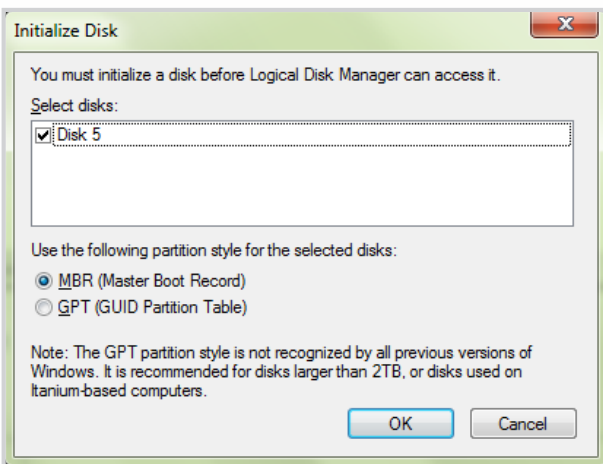 Initialize Disk
You must initialize a disk before Logical Disk Manager can access it.
Select disks:
Disk 5
Use the following partition style for the selected disks:
MBR (Master Boot Record)
GPT (GUID Partition Table)
Note: The GPT partition style is not recognized by all previous versions of
Windows. It is recommended for disks larger than 2TB, or disks used on
Itanium-based computers.
OK Cancel